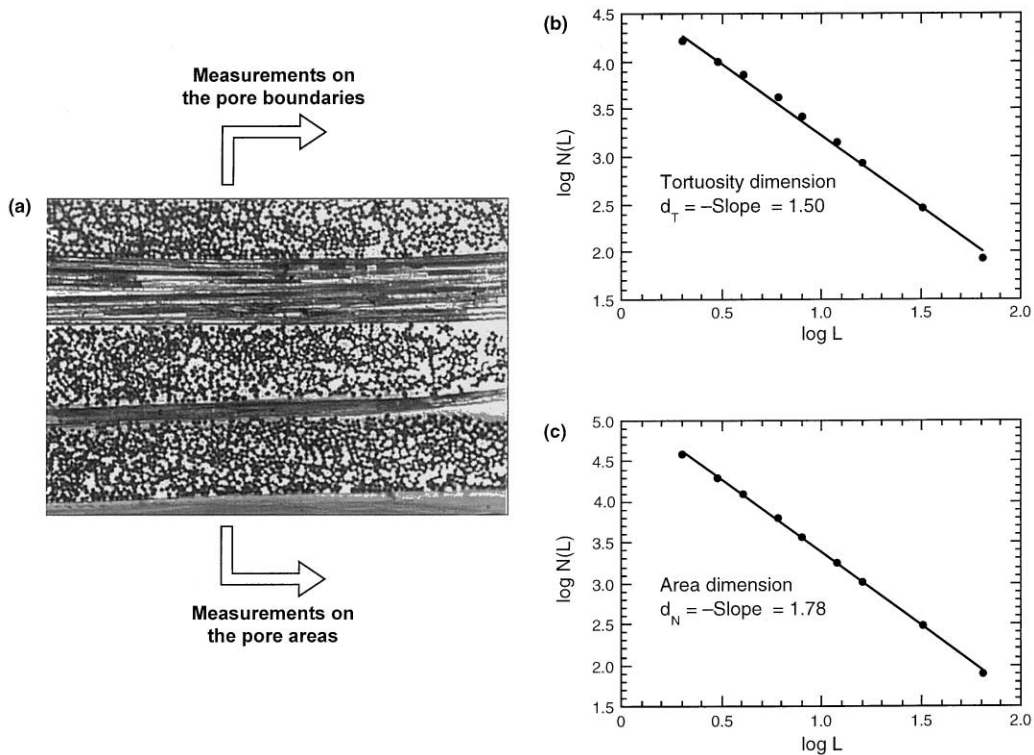 Measurements on
the pore boundaries
(a)
Measurements on
the pore areas
(b)
4.5
4.0
3.5
3.0
2.5
2.0
1.5
log N(L)
Tortuosity dimension
d_T = –Slope = 1.50
0 0.5 1.0 1.5 2.0
log L
(c)
5.0
4.5
4.0
3.5
3.0
2.5
2.0
1.5
log N(L)
Area dimension
d_N = –Slope = 1.78
0 0.5 1.0 1.5 2.0
log L